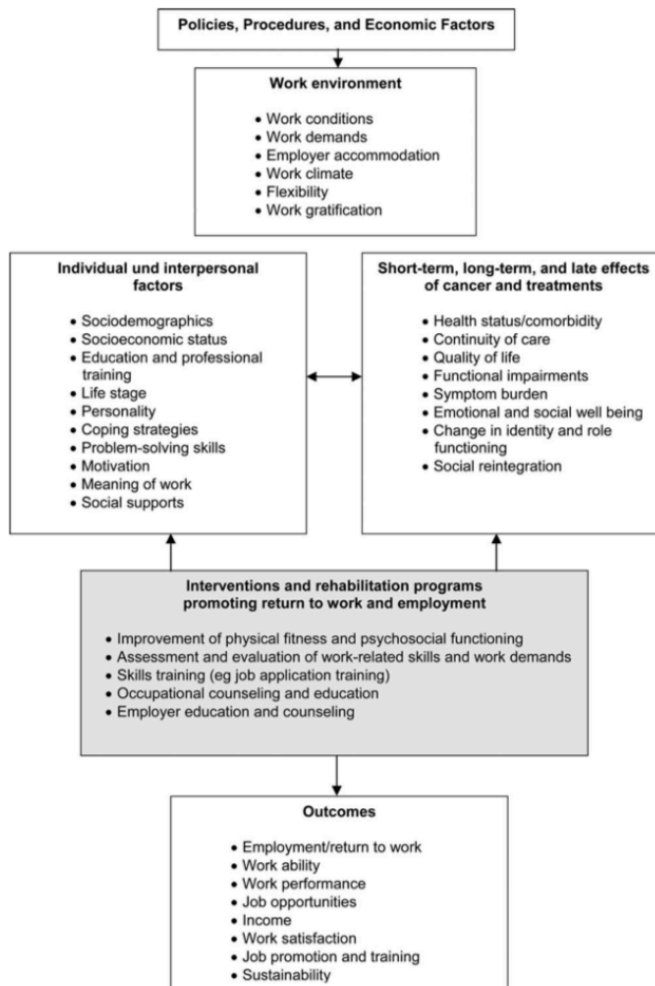 Policies, Procedures, and Economic Factors
Work environment
• Work conditions
• Work demands
• Employer accommodation
• Work climate
• Flexibility
• Work gratification
Individual und interpersonal
factors
• Sociodemographics
• Socioeconomic status
• Education and professional
training
• Life stage
• Personality
• Coping strategies
• Problem-solving skills
• Motivation
• Meaning of work
• Social supports
Short-term, long-term, and late effects
of cancer and treatments
• Health status/comorbidity
• Continuity of care
• Quality of life
• Functional impairments
• Symptom burden
• Emotional and social well being
• Change in identity and role
functioning
• Social reintegration
Interventions and rehabilitation programs
promoting return to work and employment
• Improvement of physical fitness and psychosocial functioning
• Assessment and evaluation of work-related skills and work demands
• Skills training (eg job application training)
• Occupational counseling and education
• Employer education and counseling
Outcomes
• Employment/return to work
• Work ability
• Work performance
• Job opportunities
• Income
• Work satisfaction
• Job promotion and training
• Sustainability